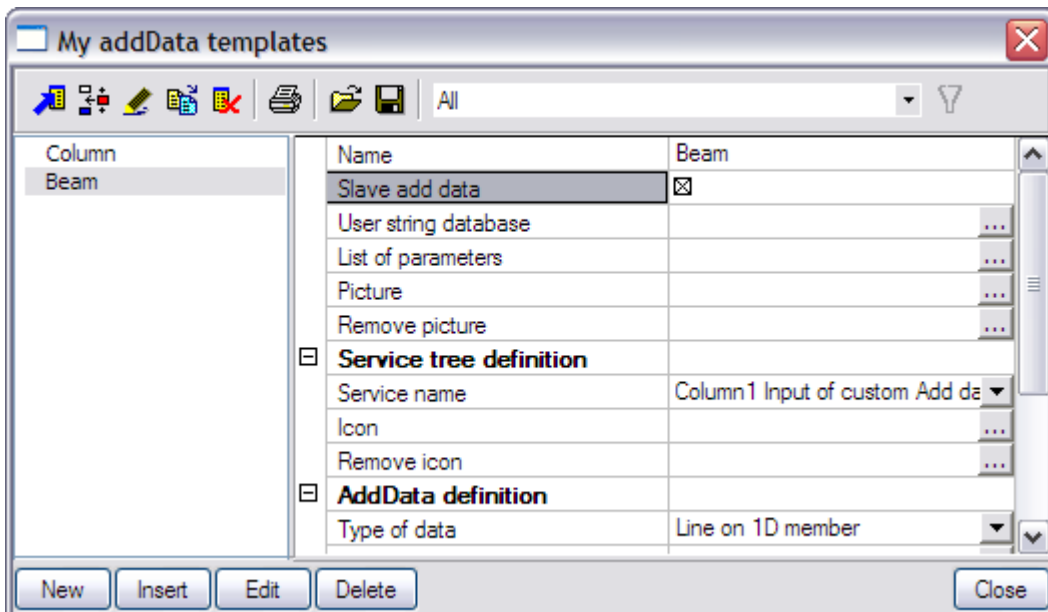 My addData templates
All
Column
Beam
Name Beam
Slave add data
User string database ...
List of parameters ...
Picture ...
Remove picture ...
Service tree definition
Service name Column1 Input of custom Add da
Icon ...
Remove icon ...
AddData definition
Type of data Line on 1D member
New Insert Edit Delete Close